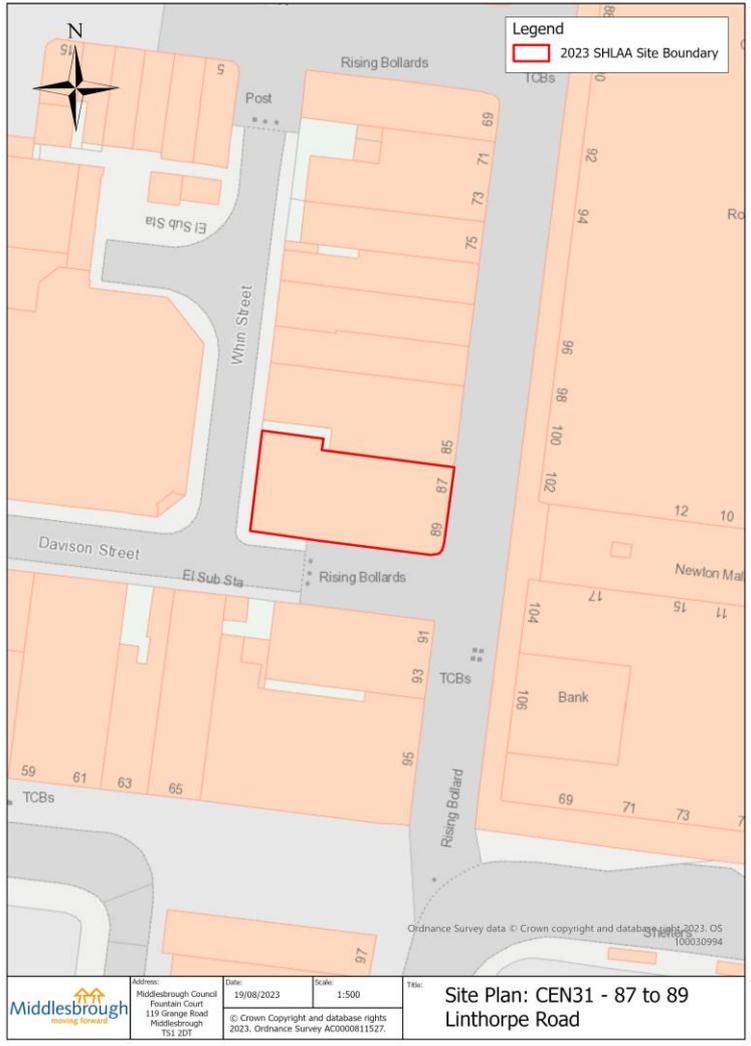 N
Legend
2023 SHLAA Site Boundary
15
5
Post
Rising Bollards
TCBs
69
71
73
75
92
94
Ro
El Sub Sta
Whin Street
96
98
100
102
85
87
89
12
10
Newton Mal
Davison Street
El Sub Sta
Rising Bollards
17
15
11
104
91
93
TCBs
106
Bank
95
59
61
63
65
TCBs
69
71
73
7
Rising Bollard
97
Shelters
Ordnance Survey data © Crown copyright and database right 2023. OS
100030994
Middlesbrough
moving forward
Address:
Middlesbrough Council
Fountain Court
119 Grange Road
Middlesbrough
TS1 2DT
Date:
19/08/2023
Scale:
1:500
© Crown Copyright and database rights
2023. Ordnance Survey AC0000811527.
Title:
Site Plan: CEN31 - 87 to 89
Linthorpe Road